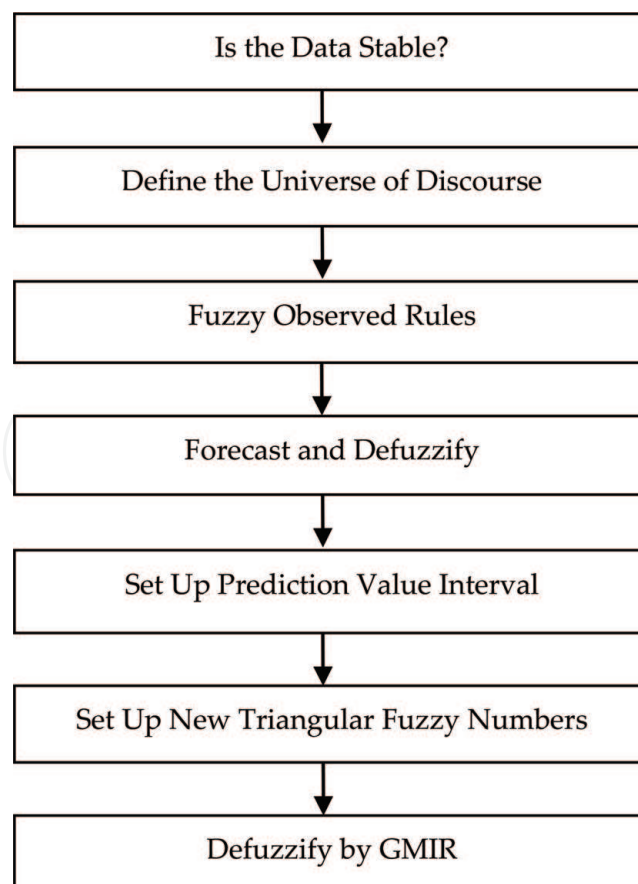 Is the Data Stable?
Define the Universe of Discourse
Fuzzy Observed Rules
Forecast and Defuzzify
Set Up Prediction Value Interval
Set Up New Triangular Fuzzy Numbers
Defuzzify by GMIR